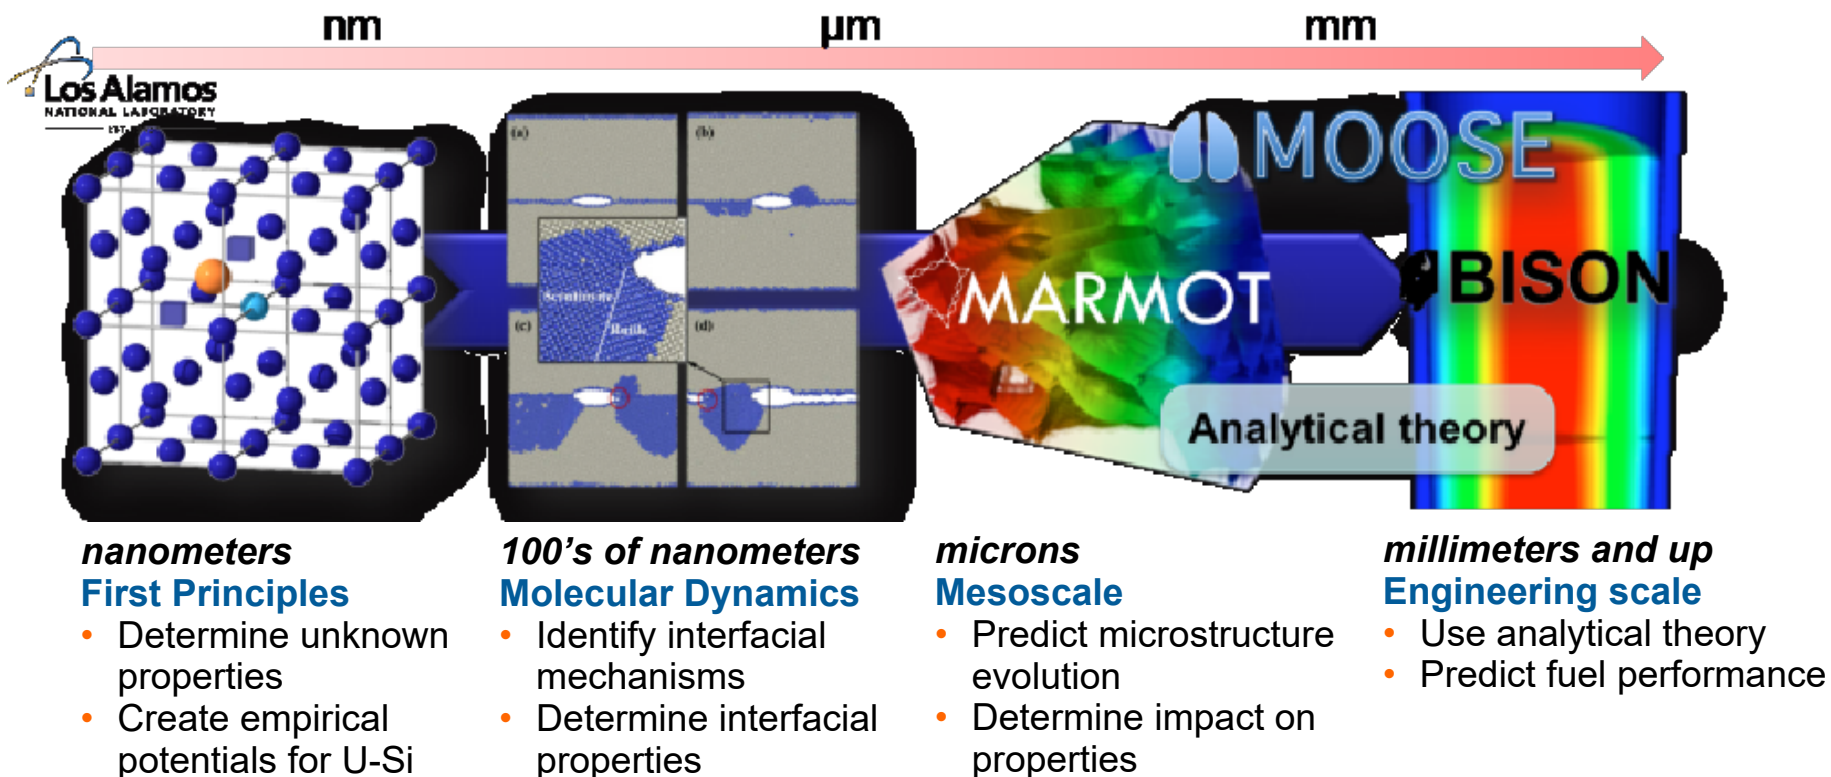 nm
µm
mm
Los Alamos
NATIONAL LABORATORY
MOOSE
(a)
(b)
BISON
MARMOT
(c)
(d)
Analytical theory
nanometers
First Principles
• Determine unknown
properties
• Create empirical
potentials for U-Si
100's of nanometers
Molecular Dynamics
• Identify interfacial
mechanisms
• Determine interfacial
properties
microns
Mesoscale
• Predict microstructure
evolution
• Determine impact on
properties
millimeters and up
Engineering scale
• Use analytical theory
• Predict fuel performance